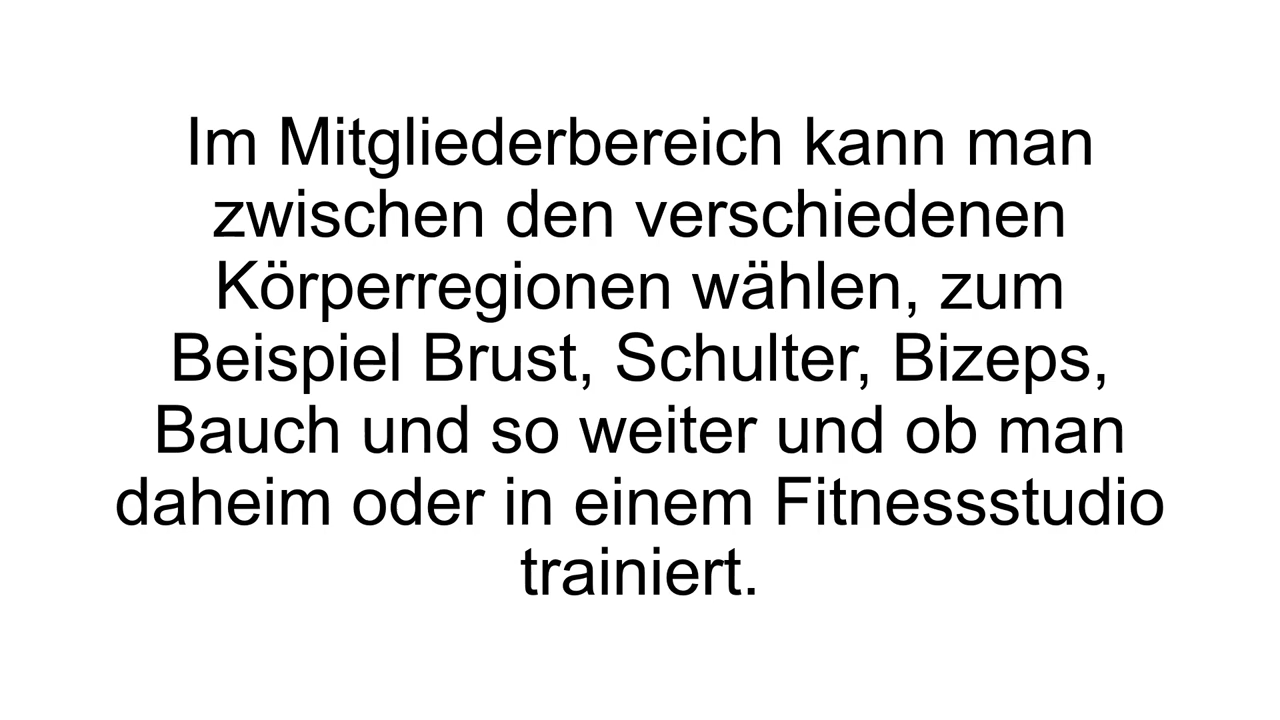 Im Mitgliederbereich kann man
zwischen den verschiedenen
Körperregionen wählen, zum
Beispiel Brust, Schulter, Bizeps,
Bauch und so weiter und ob man
daheim oder in einem Fitnessstudio
trainiert.